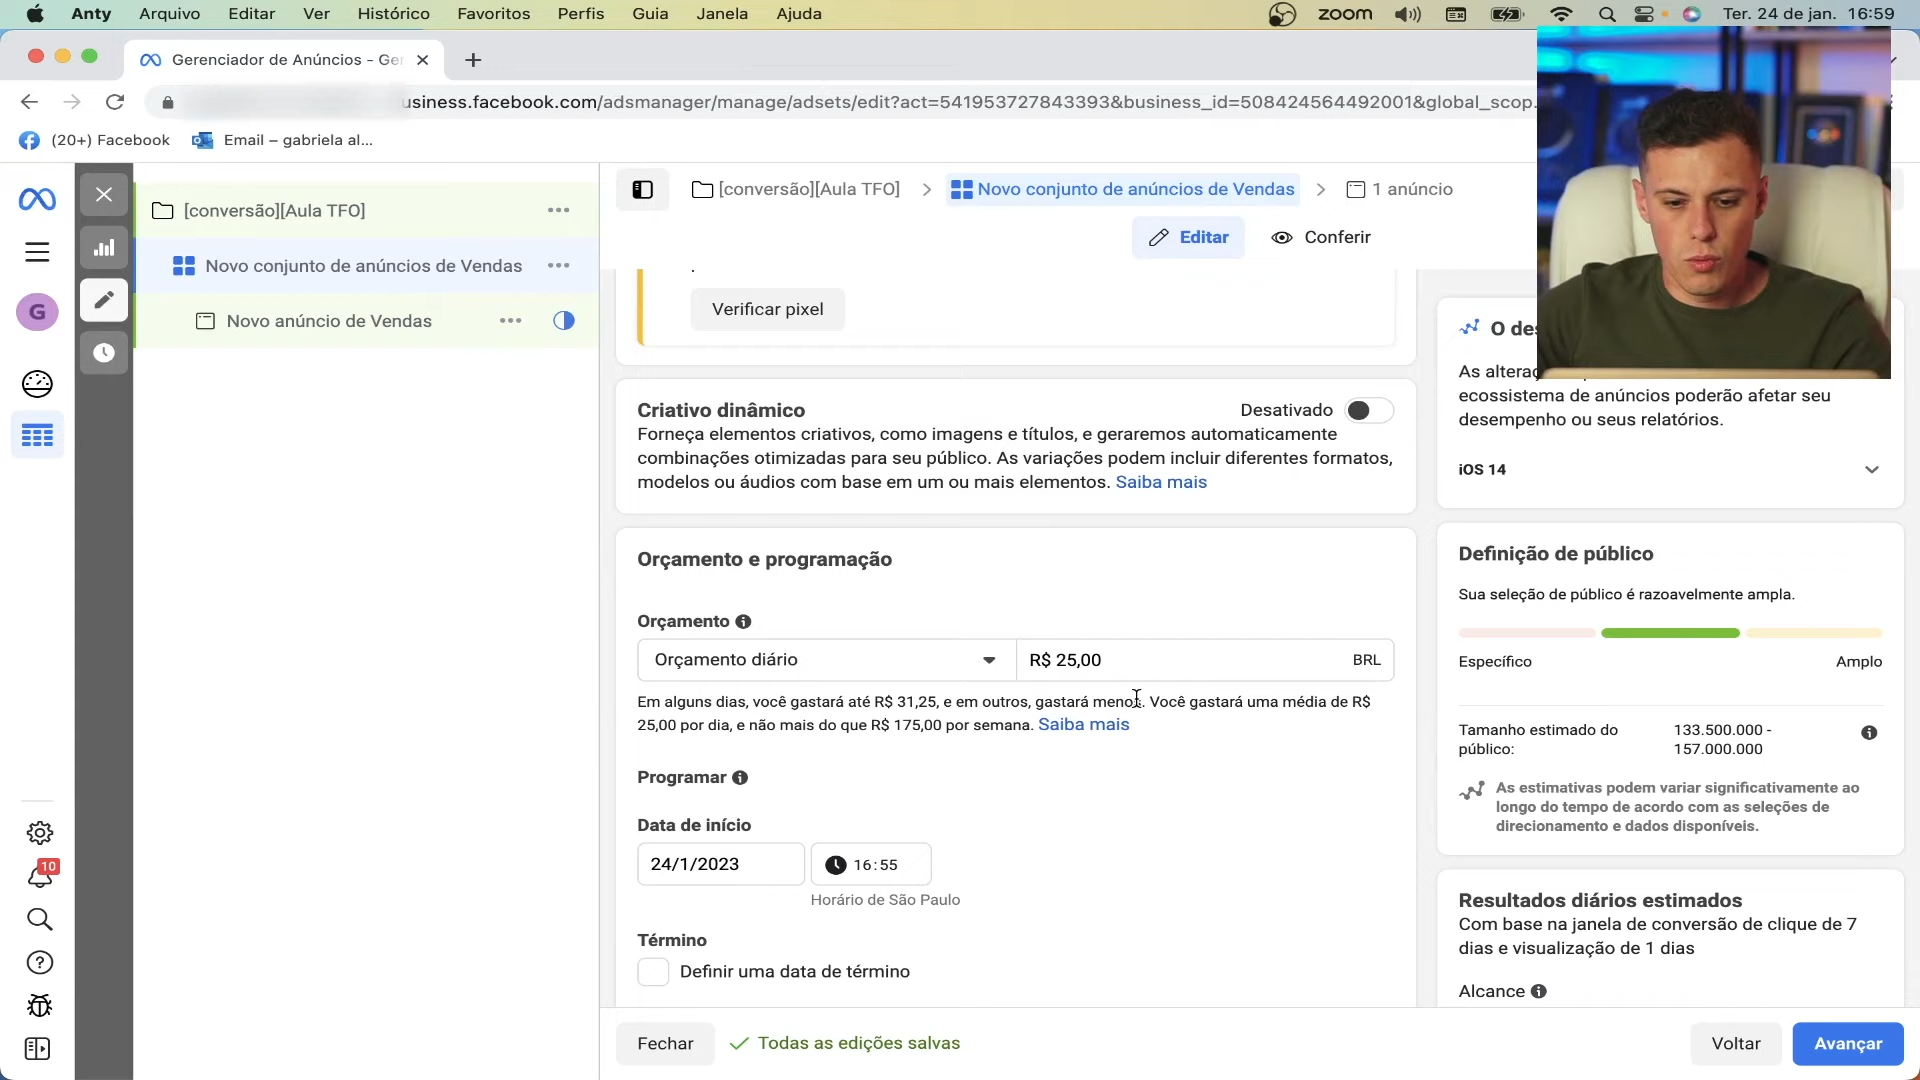 Anty Arquivo Editar Ver Histórico Favoritos Perfis Guia Janela Ajuda zoom Ter. 24 de jan. 16:59
Gerenciador de Anúncios - Ger
usiness.facebook.com/adsmanager/manage/adsets/edit?act=541953727843393&business_id=508424564492001&global_scop
(20+) Facebook Email – gabriela al...
[conversão][Aula TFO]
Novo conjunto de anúncios de Vendas
Novo anúncio de Vendas
G
10
[conversão][Aula TFO] > Novo conjunto de anúncios de Vendas > 1 anúncio
Editar Conferir
Verificar pixel
Criativo dinâmico Desativado
Forneça elementos criativos, como imagens e títulos, e geraremos automaticamente
combinações otimizadas para seu público. As variações podem incluir diferentes formatos,
modelos ou áudios com base em um ou mais elementos. Saiba mais
Orçamento e programação
Orçamento
Orçamento diário R$ 25,00 BRL
Em alguns dias, você gastará até R$ 31,25, e em outros, gastará menos. Você gastará uma média de R$
25,00 por dia, e não mais do que R$ 175,00 por semana. Saiba mais
Programar
Data de início
24/1/2023 16:55
Horário de São Paulo
Término
Definir uma data de término
Fechar Todas as edições salvas Voltar Avançar
O des
As alteraç
ecossistema de anúncios poderão afetar seu
desempenho ou seus relatórios.
iOS 14
Definição de público
Sua seleção de público é razoavelmente ampla.
Específico Amplo
Tamanho estimado do 133.500.000 -
público: 157.000.000
As estimativas podem variar significativamente ao
longo do tempo de acordo com as seleções de
direcionamento e dados disponíveis.
Resultados diários estimados
Com base na janela de conversão de clique de 7
dias e visualização de 1 dias
Alcance